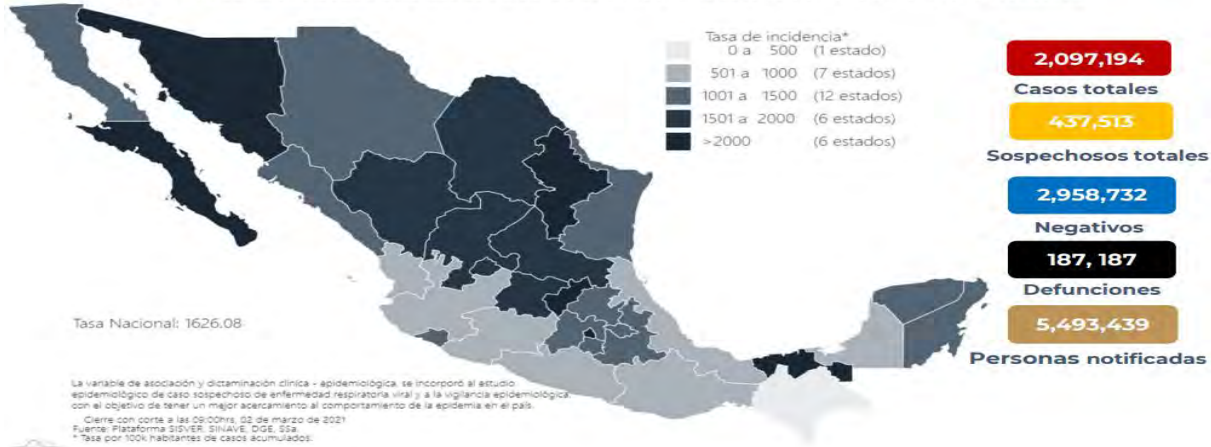 Tasa de incidencia*
0 a 500 (1 estado)
501 a 1000 (7 estados)
1001 a 1500 (12 estados)
1501 a 2000 (6 estados)
>2000 (6 estados)
2,097,194
Casos totales
437,513
Sospechosos totales
2,958,732
Negativos
187, 187
Defunciones
5,493,439
Personas notificadas
Tasa Nacional: 1626.08
La variable de asociación y dictaminación clínica - epidemiológica, se incorporó al estudio
epidemiológico de caso sospechoso de enfermedad respiratoria viral y a la vigilancia epidemiológica,
con el objetivo de tener un mejor acercamiento al comportamiento de la epidemia en el país.
Cierre con corte a las 09:00hrs, 02 de marzo de 2021
Fuente: Plataforma SISVER, SINAVE, DGE, SSa.
* Tasa por 100k habitantes de casos acumulados.